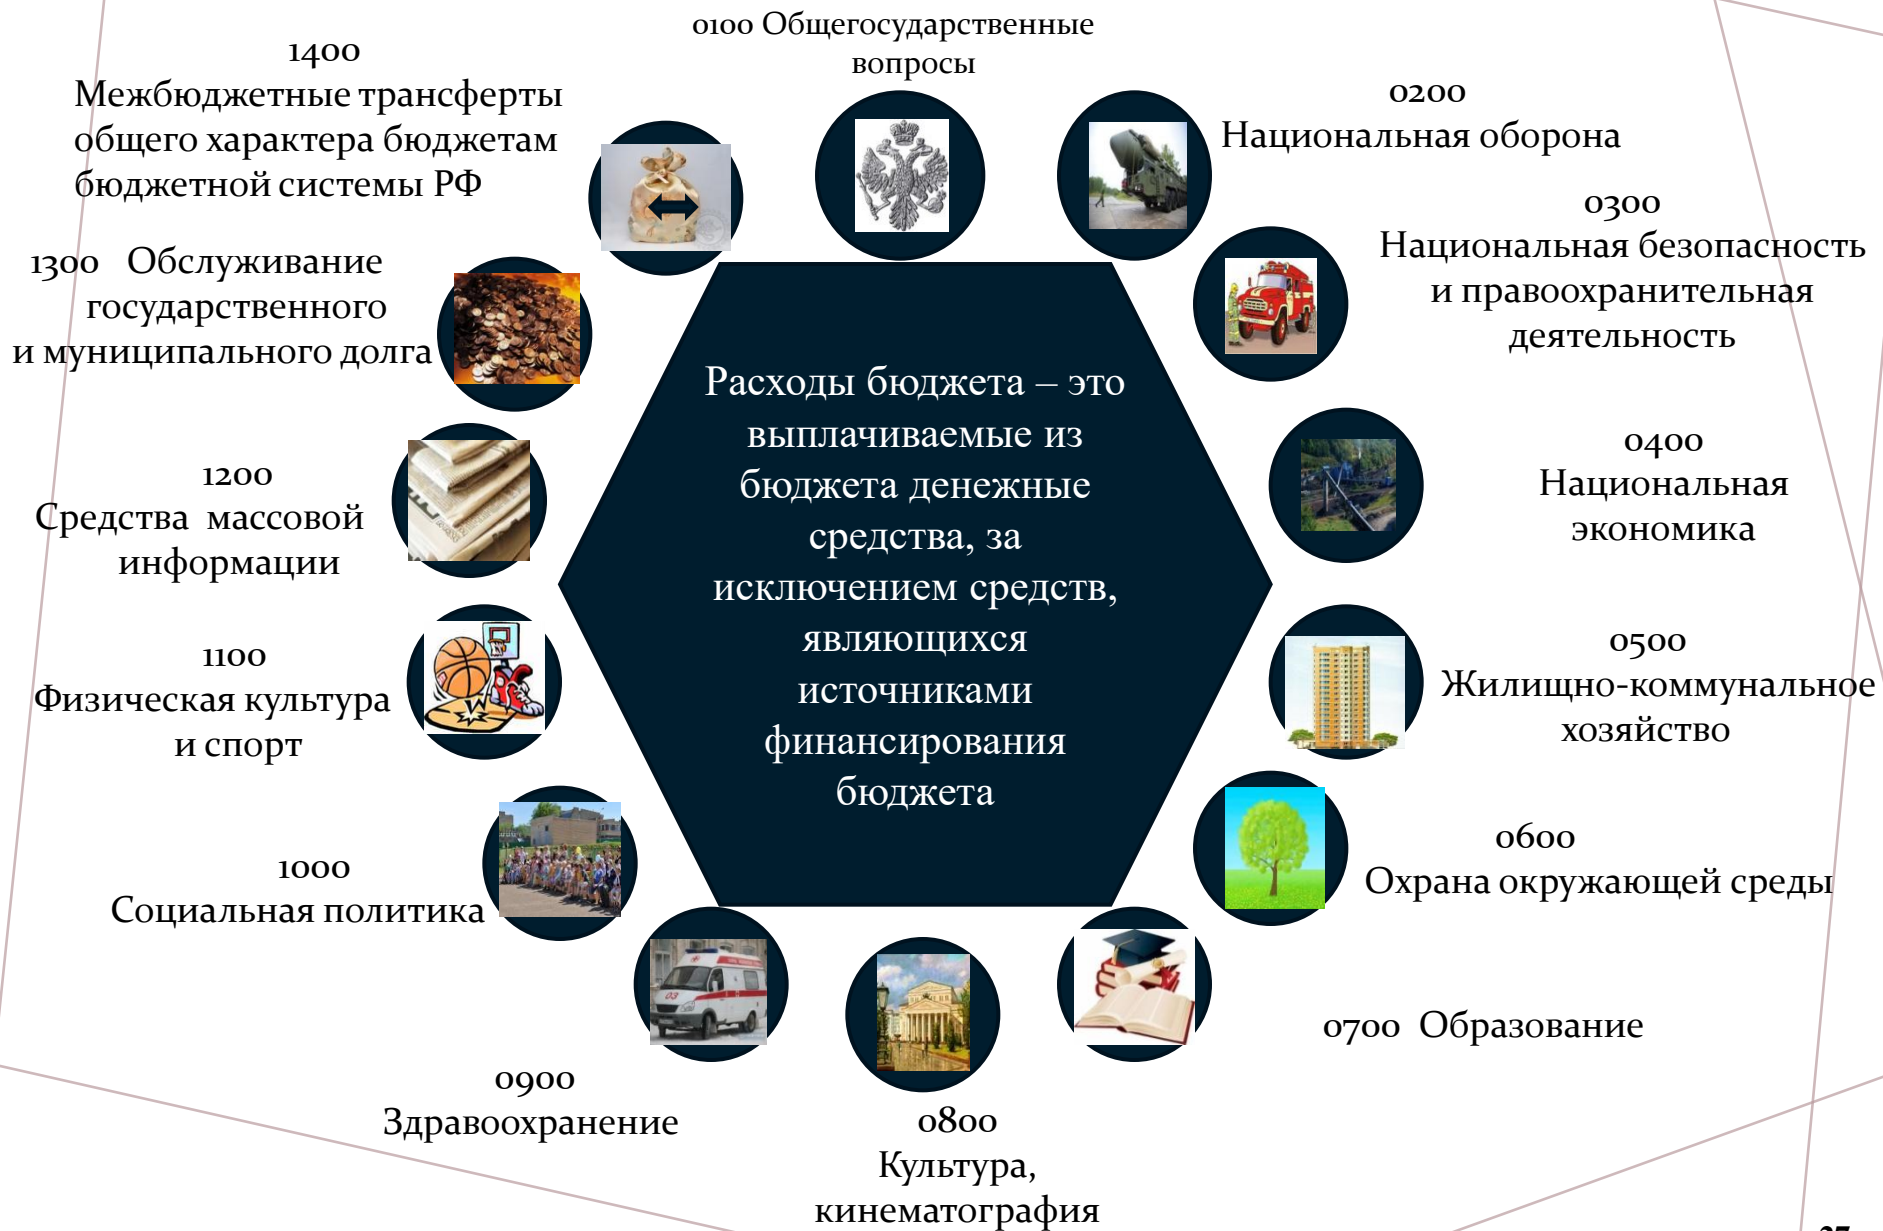 0100 Общегосударственные
вопросы
0200
Национальная оборона
0300
Национальная безопасность
и правоохранительная
деятельность
0400
Национальная
экономика
0500
Жилищно-коммунальное
хозяйство
0600
Охрана окружающей среды
0700 Образование
0800
Культура,
кинематография
0900
Здравоохранение
1000
Социальная политика
1100
Физическая культура
и спорт
1200
Средства массовой
информации
1300 Обслуживание
государственного
и муниципального долга
1400
Межбюджетные трансферты
общего характера бюджетам
бюджетной системы РФ
Расходы бюджета – это
выплачиваемые из
бюджета денежные
средства, за
исключением средств,
являющихся
источниками
финансирования
бюджета
03